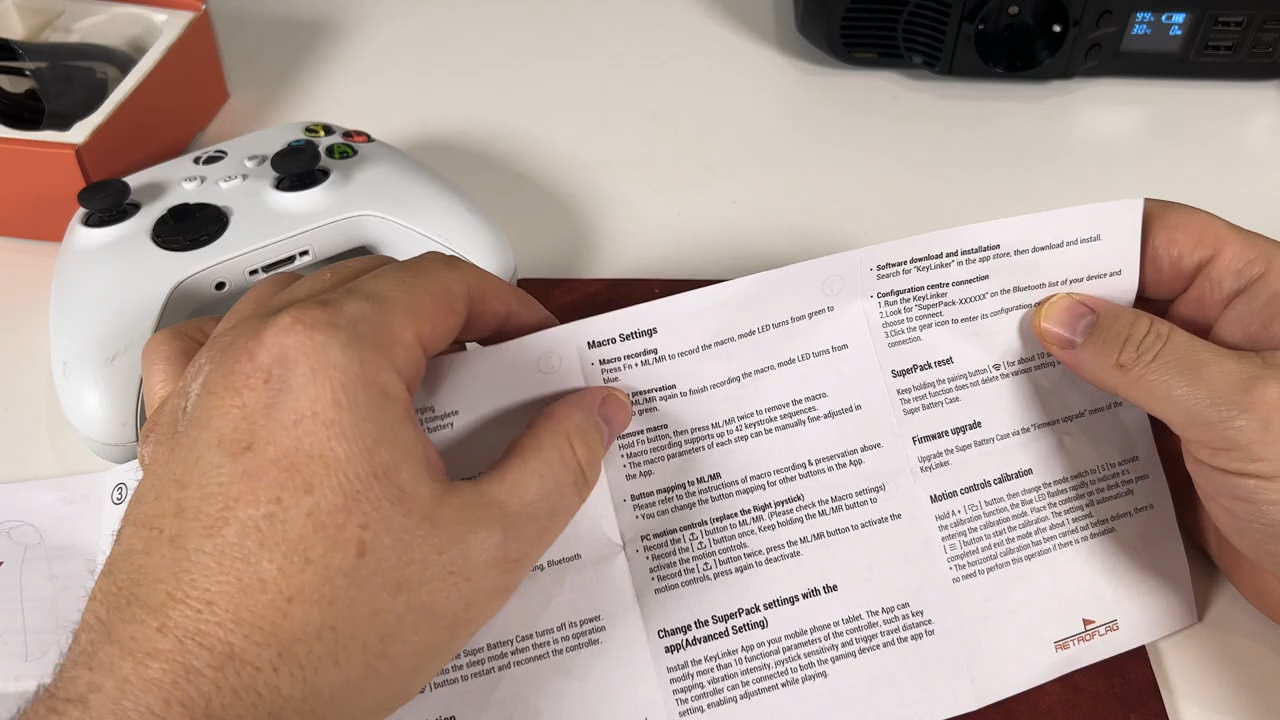 99%
30℃
0w
Y
A
③
rging
g complete
battery
ng, Bluetooth
he Super Battery Case turns off its power.
nto the sleep mode when there is no operation
] button to restart and reconnect the controller.
Macro Settings
• Macro recording
Press Fn + ML/MR to record the macro, mode LED turns from green to
blue.
preservation
ML/MR again to finish recording the macro, mode LED turns from
o green.
Remove macro
Hold Fn button, then press ML/MR twice to remove the macro.
* Macro recording supports up to 42 keystroke sequences.
* The macro parameters of each step can be manually fine-adjusted in
the App.
• Button mapping to ML/MR
Please refer to the instructions of macro recording & preservation above.
* You can change the button mapping for other buttons in the App.
PC motion controls (replace the Right joystick)
• Record the [ ] button to ML/MR. (Please check the Macro settings)
* Record the [ ] button once, Keep holding the ML/MR button to
activate the motion controls.
* Record the [ ] button twice, press the ML/MR button to activate the
motion controls, press again to deactivate.
Change the SuperPack settings with the
app(Advanced Setting)
Install the KeyLinker App on your mobile phone or tablet. The App can
modify more than 10 functional parameters of the controller, such as key
mapping, vibration intensity, joystick sensitivity and trigger travel distance.
The controller can be connected to both the gaming device and the app for
setting, enabling adjustment while playing.
• Software download and installation
Search for "KeyLinker" in the app store, then download and install.
• Configuration centre connection
1 Run the KeyLinker
2.Look for "SuperPack-XXXXXX" on the Bluetooth list of your device and
choose to connect.
3.Click the gear icon to enter its configuration
connection.
SuperPack reset
Keep holding the pairing button [ ] for about 10 s
The reset function does not delete the various setting
Super Battery Case.
Firmware upgrade
Upgrade the Super Battery Case via the "Firmware upgrade" menu of the
KeyLinker.
Motion controls calibration
Hold A + [ ] button, then change the mode switch to [ S ] to activate
the calibration function, the Blue LED flashes rapidly to indicate it's
entering the calibration mode. Place the controller on the desk then press
[ ☰ ] button to start the calibration. The setting will automatically
completed and exit the mode after about 1 second.
* The horizontal calibration has been carried out before delivery, there is
no need to perform this operation if there is no deviation.
RETROFLAG